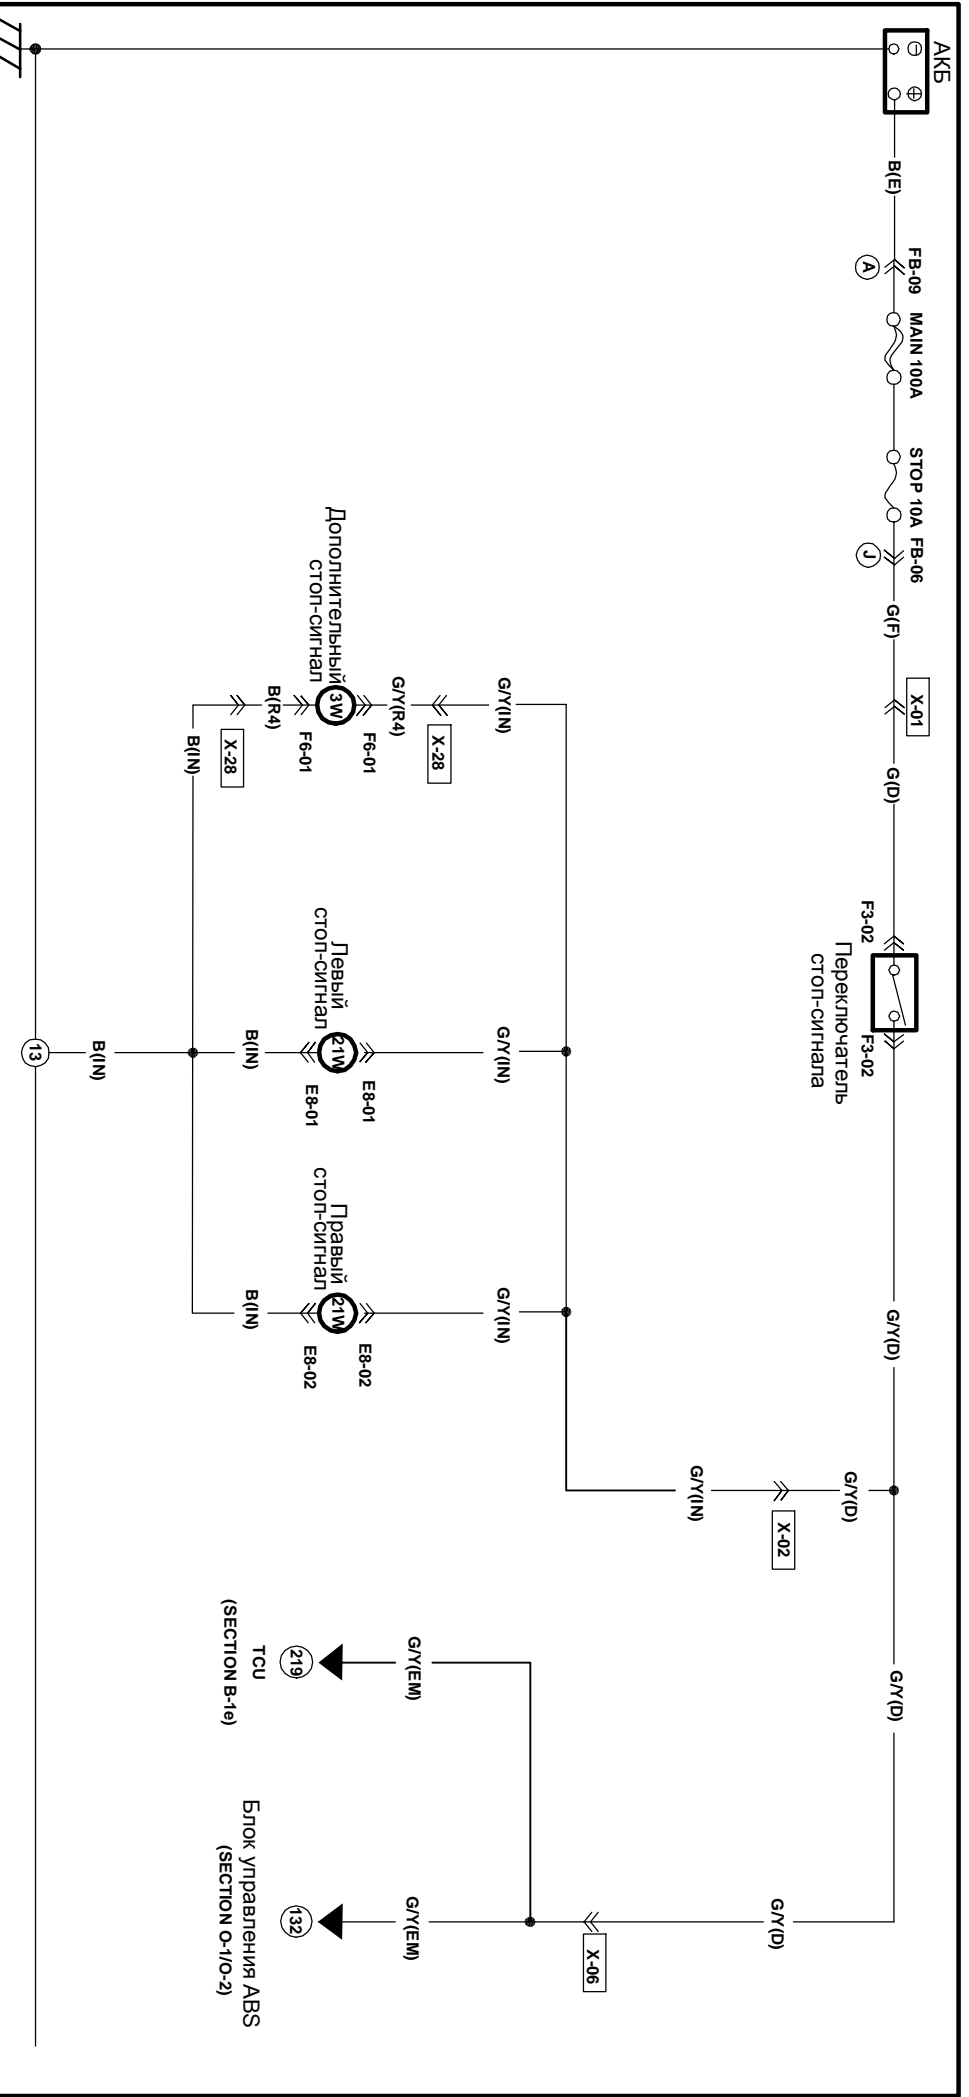 АКБ
B(E)
FB-09
A
MAIN 100A
STOP 10A
FB-06
J
G(F)
X-01
G(D)
F3-02
F3-02
Переключатель
стоп-сигнала
G/Y(D)
G/Y(D)
G/Y(D)
X-02
G/Y(IN)
G/Y(D)
X-06
G/Y(IN)
G/Y(IN)
G/Y(IN)
X-28
G/Y(R4)
F6-01
3W
Дополнительный
стоп-сигнал
F6-01
B(R4)
X-28
B(IN)
E8-01
21W
Левый
стоп-сигнал
E8-01
B(IN)
E8-02
21W
Правый
стоп-сигнал
E8-02
B(IN)
B(IN)
13
G/Y(EM)
219
TCU
(SECTION B-1e)
G/Y(EM)
132
Блок управления ABS
(SECTION O-1/O-2)